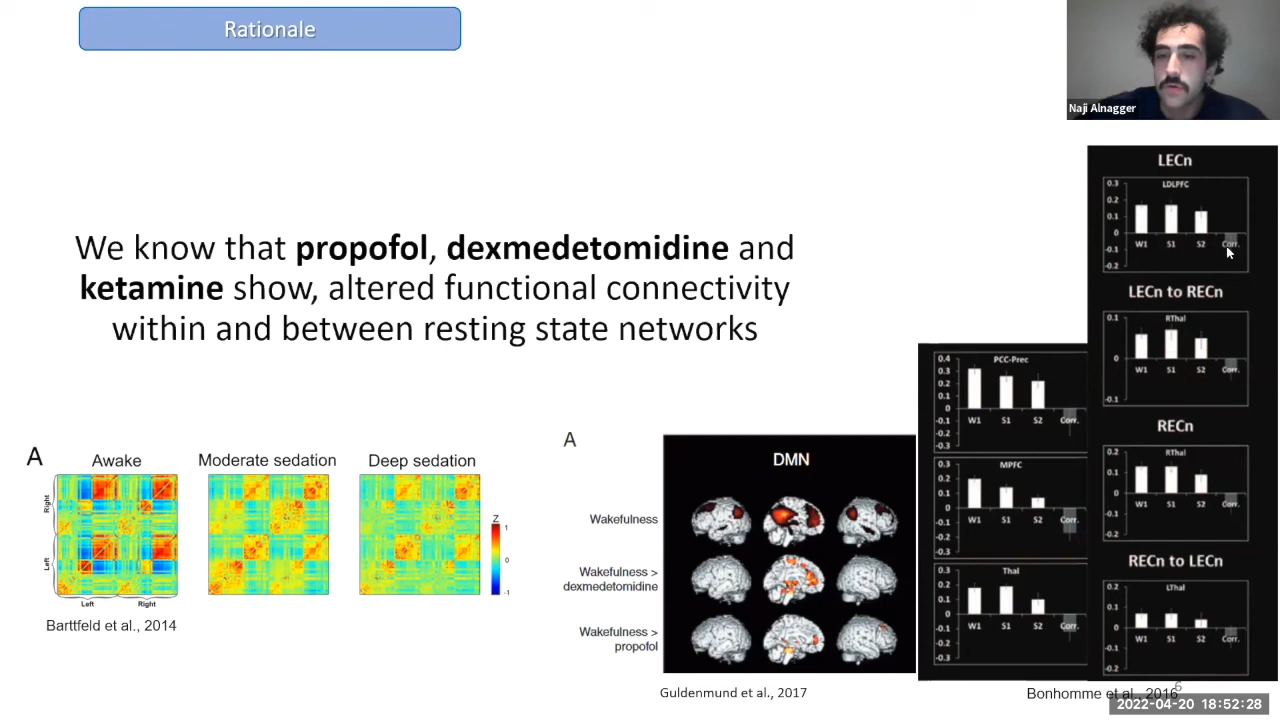 Rationale
Naji Alnagger
We know that propofol, dexmedetomidine and
ketamine show, altered functional connectivity
within and between resting state networks
A
Awake
Moderate sedation
Deep sedation
Right
Left
Z
1
0
-1
Left
Right
Barttfeld et al., 2014
A
DMN
Wakefulness
Wakefulness >
dexmedetomidine
Wakefulness >
propofol
Guldenmund et al., 2017
PCC-Prec
0.4
0.3
0.2
0.1
0
-0.1
-0.2
-0.3
W1 S1 S2 Corr.
MPFC
0.3
0.2
0.1
0
-0.1
-0.2
-0.3
W1 S1 S2 Corr.
Thal
0.3
0.2
0.1
0
-0.1
-0.2
-0.3
W1 S1 S2 Corr.
LECn
LDLPFC
0.3
0.2
0.1
0
-0.1
-0.2
W1 S1 S2 Corr.
LECn to RECn
RThal
0.1
0
-0.1
W1 S1 S2 Corr.
RECn
RThal
0.2
0.1
0
-0.1
-0.2
W1 S1 S2 Corr.
RECn to LECn
LThal
0.2
0.1
0
-0.1
-0.2
W1 S1 S2 Corr.
Bonhomme et al., 2016
6
2022-04-20 18:52:28